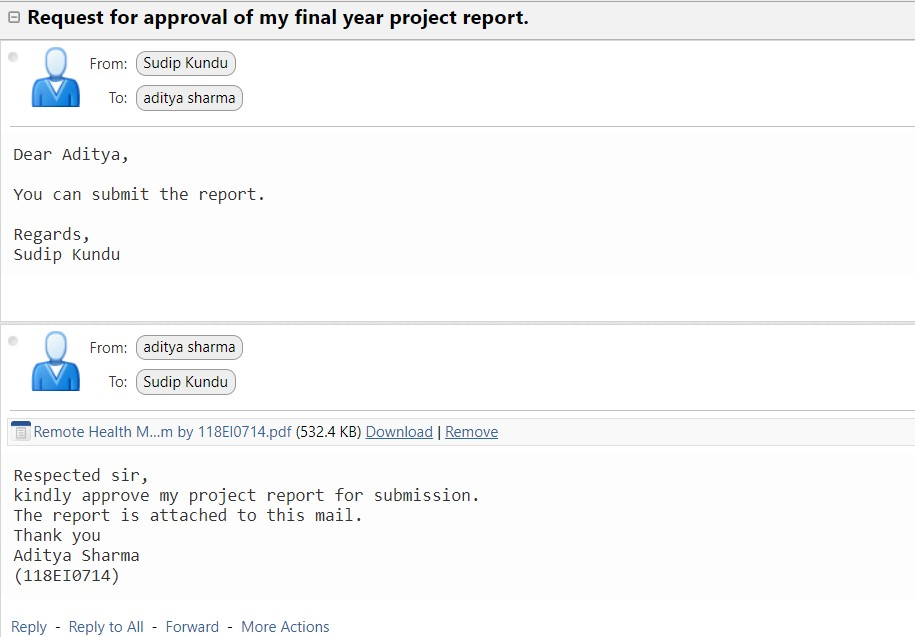 Request for approval of my final year project report.
From: Sudip Kundu
To: aditya sharma
Dear Aditya,
You can submit the report.
Regards,
Sudip Kundu
From: aditya sharma
To: Sudip Kundu
Remote Health M...m by 118EI0714.pdf (532.4 KB) Download | Remove
Respected sir,
kindly approve my project report for submission.
The report is attached to this mail.
Thank you
Aditya Sharma
(118EI0714)
Reply - Reply to All - Forward - More Actions